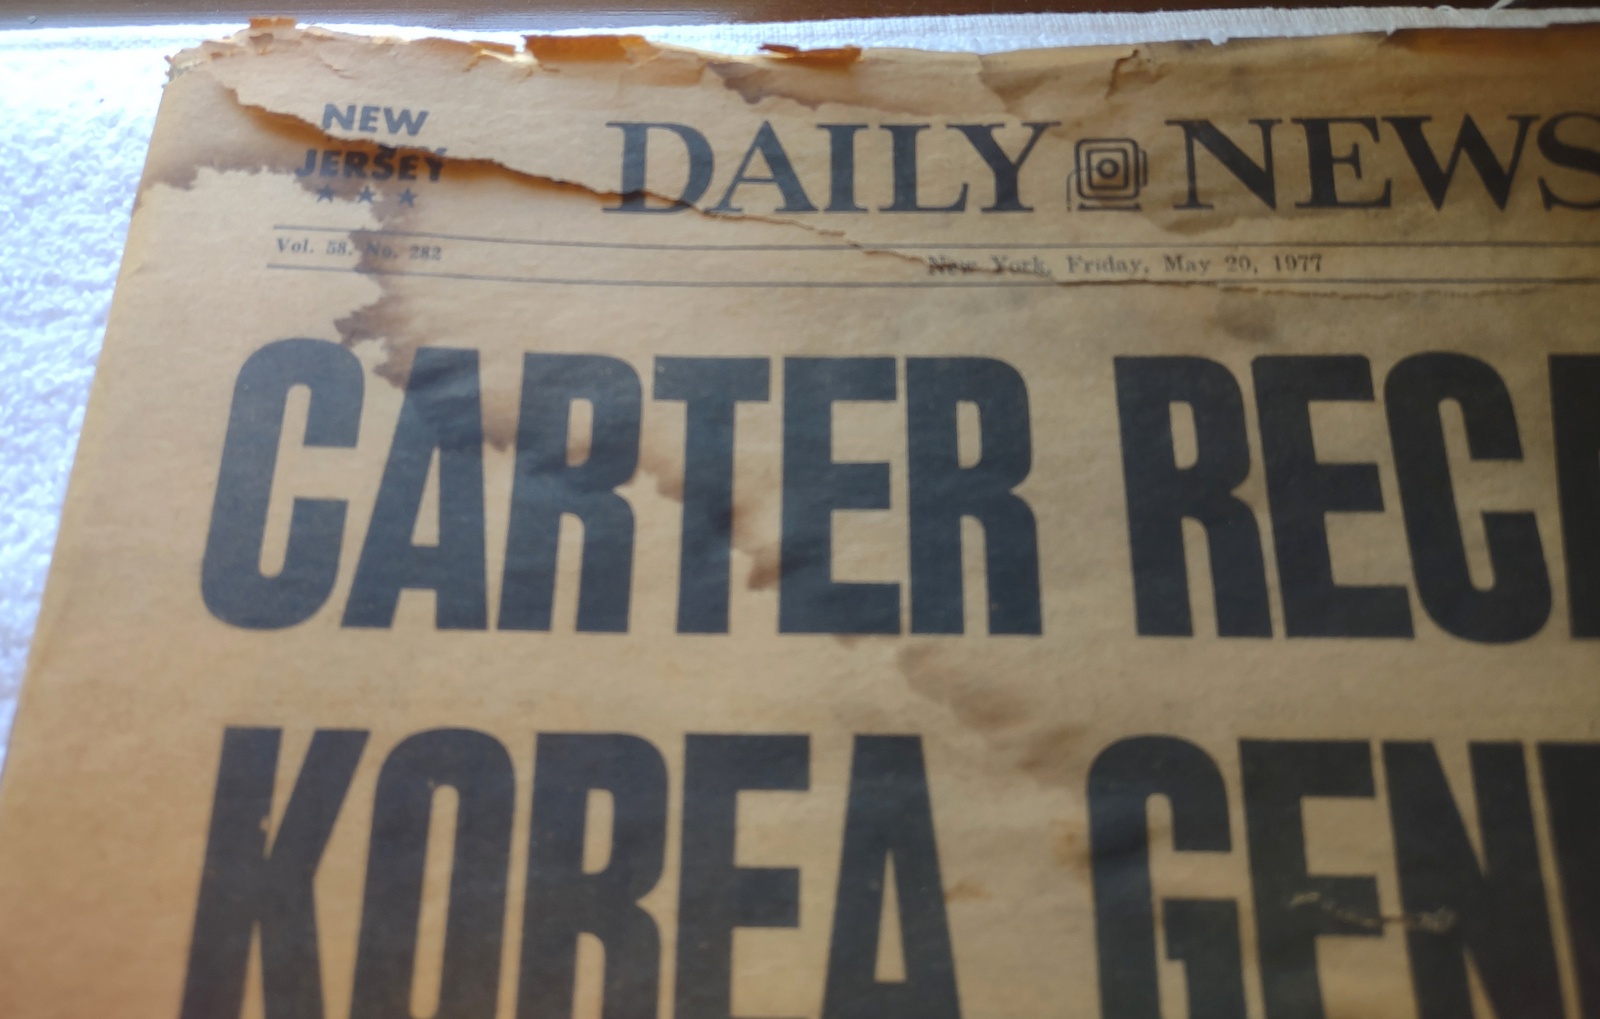 NEW
JERSEY
★ ★ ★
DAILY NEWS
Vol. 58. No. 282
New York, Friday, May 20, 1977
CARTER REC
KOREA GEN